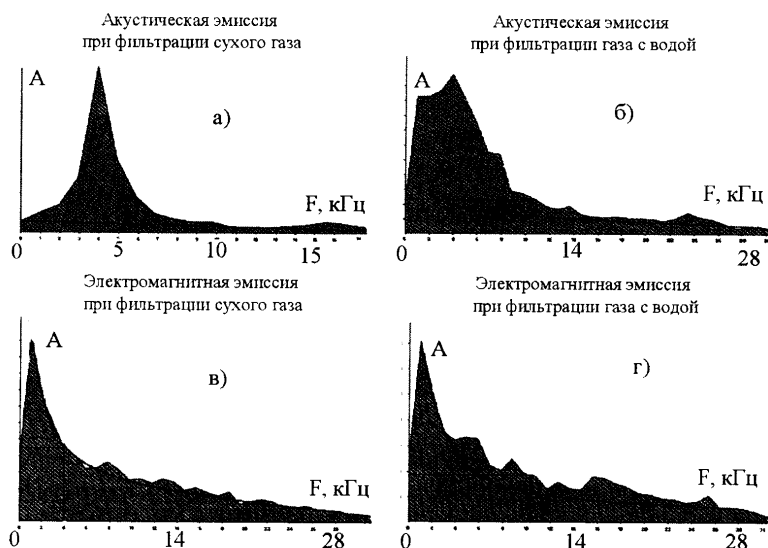 Акустическая эмиссия
при фильтрации сухого газа
A
а)
F, кГц
0
5
10
15
Акустическая эмиссия
при фильтрации газа с водой
A
б)
F, кГц
0
14
28
Электромагнитная эмиссия
при фильтрации сухого газа
A
в)
F, кГц
0
14
28
Электромагнитная эмиссия
при фильтрации газа с водой
A
г)
F, кГц
0
14
28